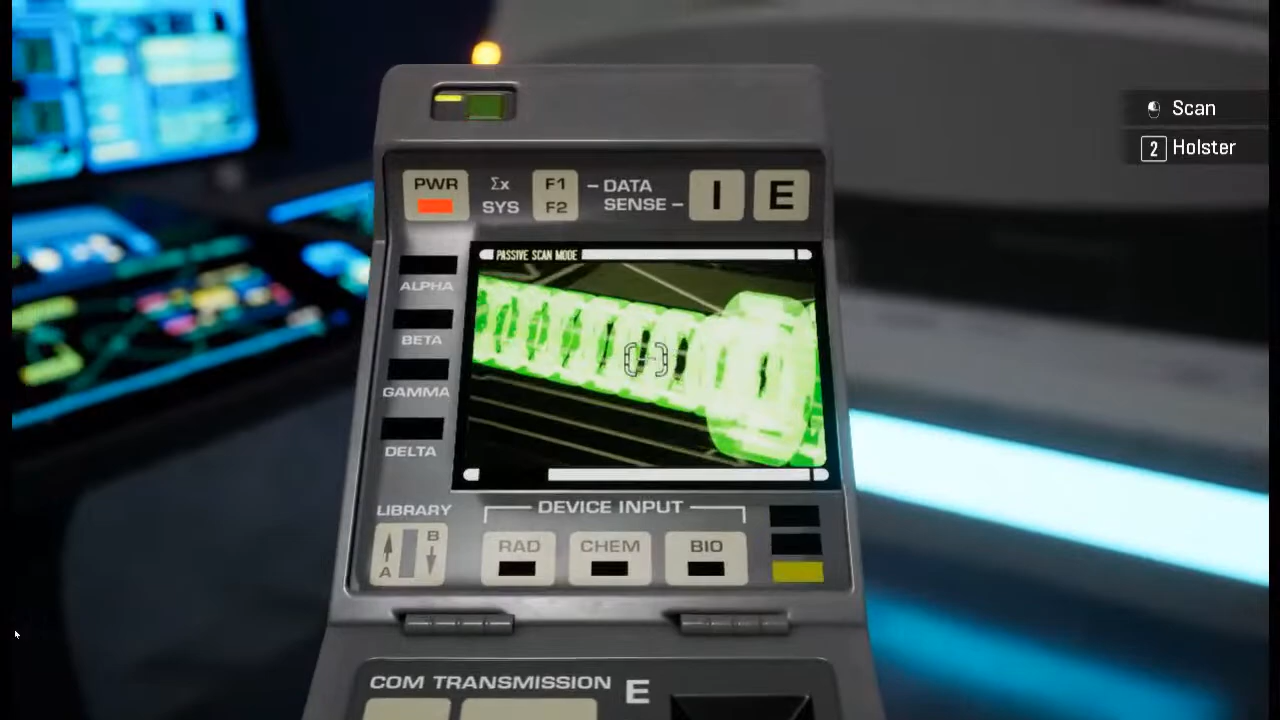 Scan
2 Holster
PWR Σx F1 – DATA I E
SYS F2 SENSE –
PASSIVE SCAN MODE
ALPHA
BETA
GAMMA
DELTA
LIBRARY
A B
DEVICE INPUT
RAD CHEM BIO
COM TRANSMISSION E